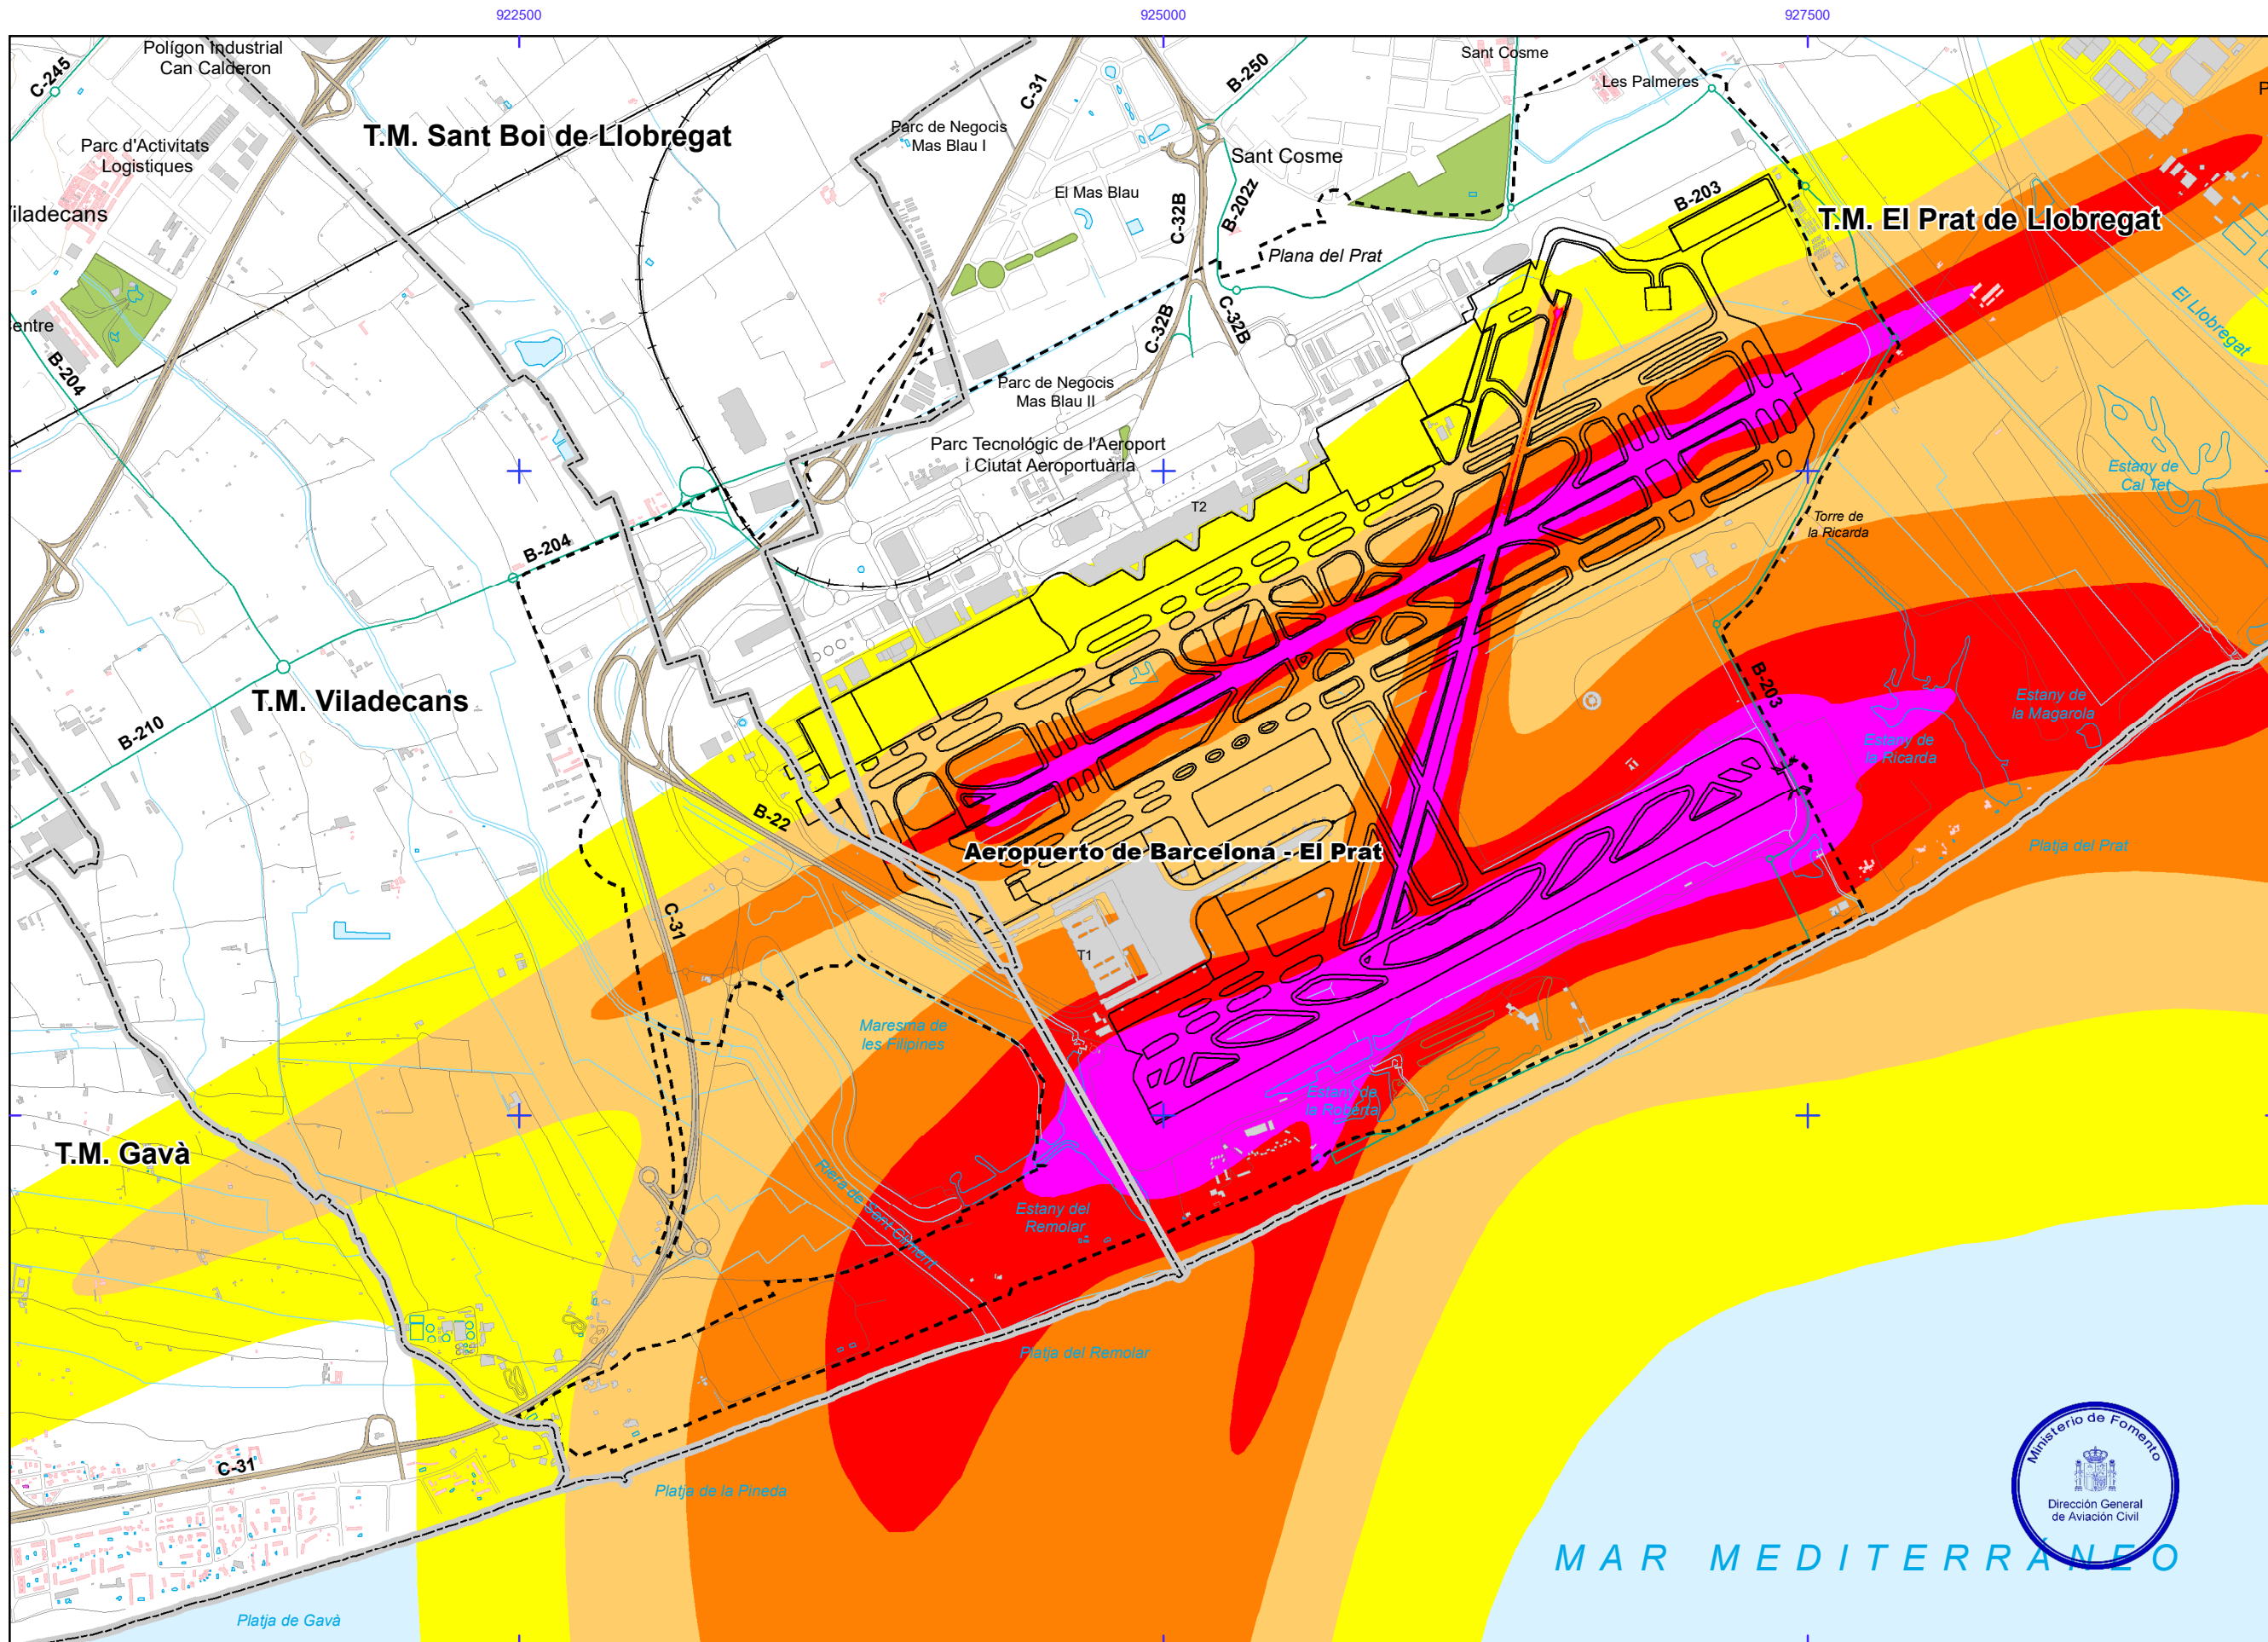 922500
925000
927500
Polígon Industrial
Can Calderon
C-245
Parc d'Activitats
Logistiques
T.M. Sant Boi de Llobregat
C-31
Parc de Negocis
Mas Blau I
B-250
Sant Cosme
Les Palmeres
Sant Cosme
El Mas Blau
C-32B
B-202z
B-203
T.M. El Prat de Llobregat
Plana del Prat
iladecans
entre
B-204
El Llobregat
C-32B
C-32B
Parc de Negocis
Mas Blau II
Parc Tecnológic de l'Aeroport
i Ciutat Aeroportuària
T2
Estany de
Cal Tet
Torre de
la Ricarda
B-204
T.M. Viladecans
B-210
B-203
Estany de
la Magarola
Estany de
la Ricarda
B-22
Aeropuerto de Barcelona - El Prat
Platja del Prat
C-31
T1
Maresma de
les Filipines
Estany de
la Roberta
T.M. Gavà
Riera de Sant Climent
Estany del
Remolar
Platja del Remolar
C-31
Platja de la Pineda
Ministerio de Fomento
Dirección General
de Aviación Civil
MAR MEDITERRÁNEO
Platja de Gavà